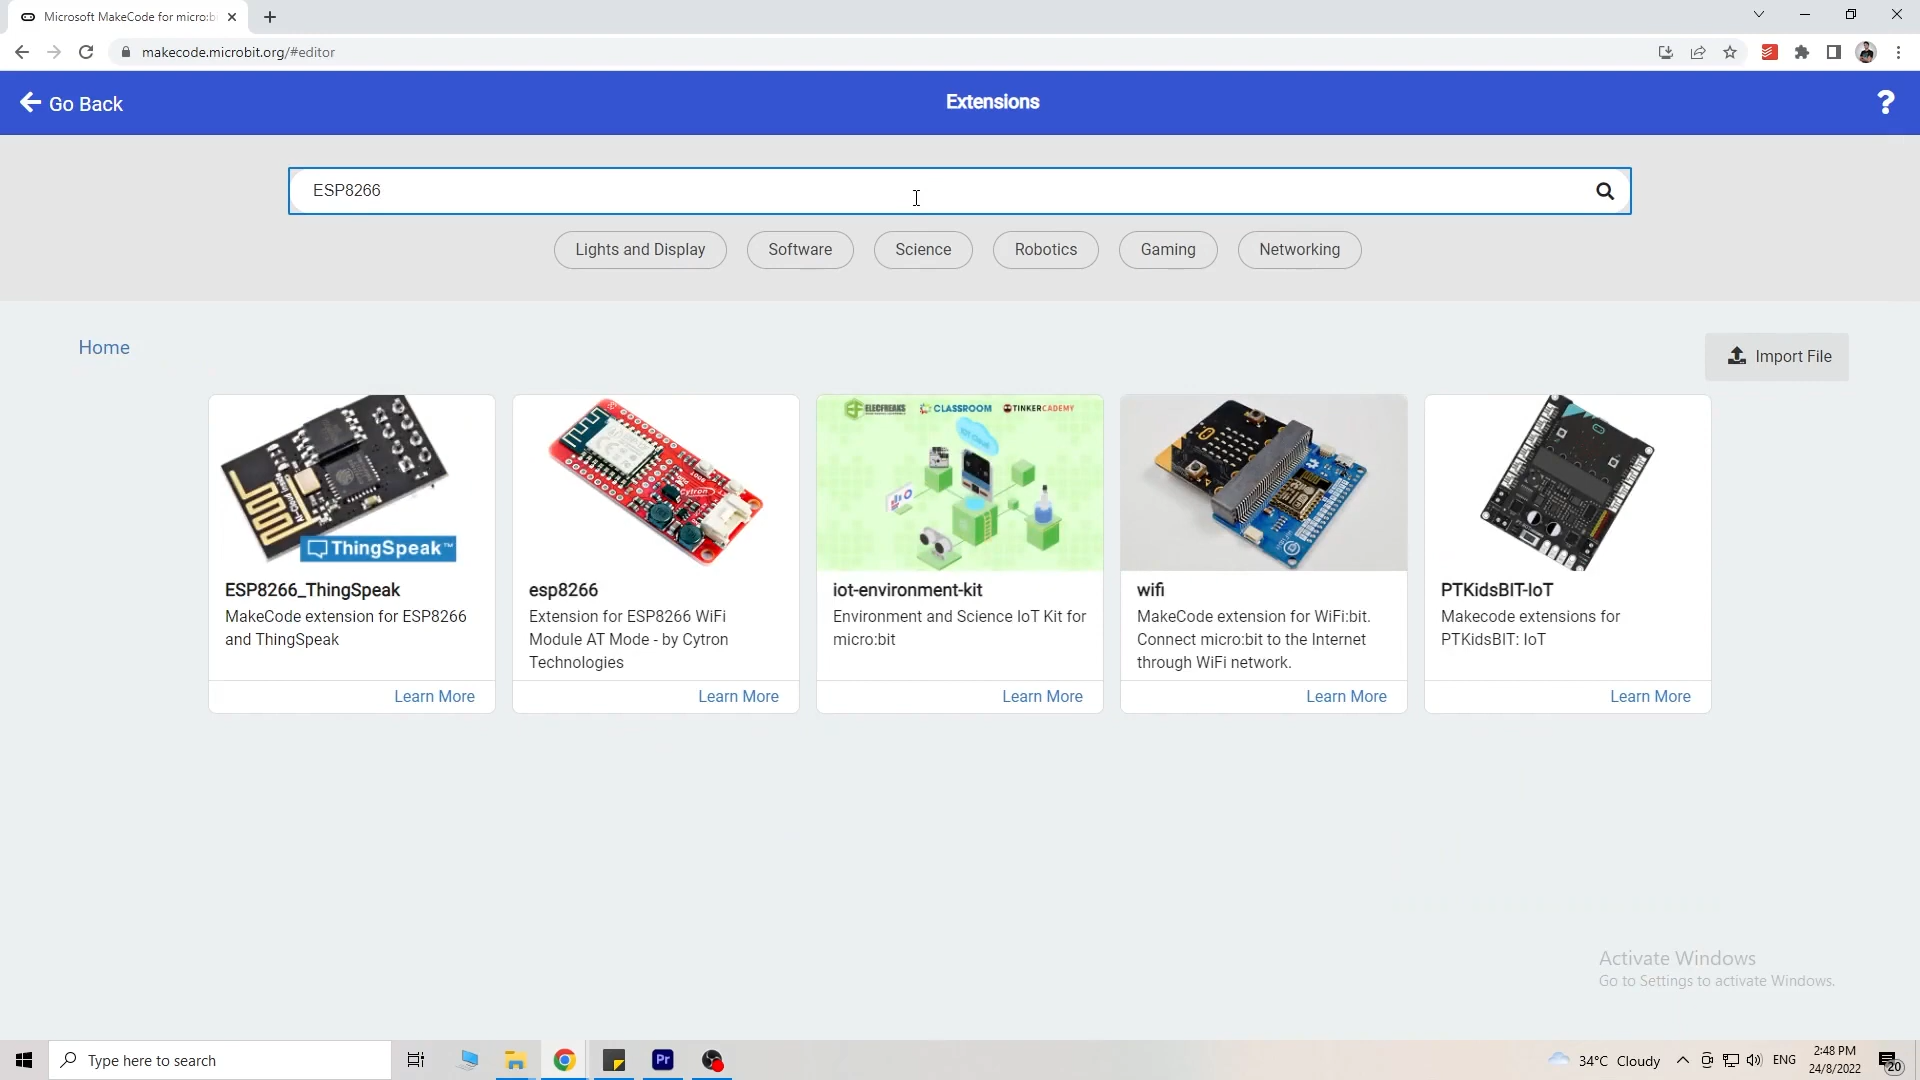 Microsoft MakeCode for micro:b
makecode.microbit.org/#editor
Go Back
Extensions
?
ESP8266
Lights and Display
Software
Science
Robotics
Gaming
Networking
Home
Import File
ThingSpeak™
ESP8266_ThingSpeak
MakeCode extension for ESP8266
and ThingSpeak
Learn More
Cytron
esp8266
Extension for ESP8266 WiFi
Module AT Mode - by Cytron
Technologies
Learn More
ELECFREAKS
CLASSROOM
TINKERCADEMY
iot-environment-kit
Environment and Science IoT Kit for
micro:bit
Learn More
wifi
MakeCode extension for WiFi:bit.
Connect micro:bit to the Internet
through WiFi network.
Learn More
PTKidsBIT-IoT
Makecode extensions for
PTKidsBIT: IoT
Learn More
Activate Windows
Go to Settings to activate Windows.
Type here to search
Pr
34°C Cloudy
ENG
2:48 PM
24/8/2022
20